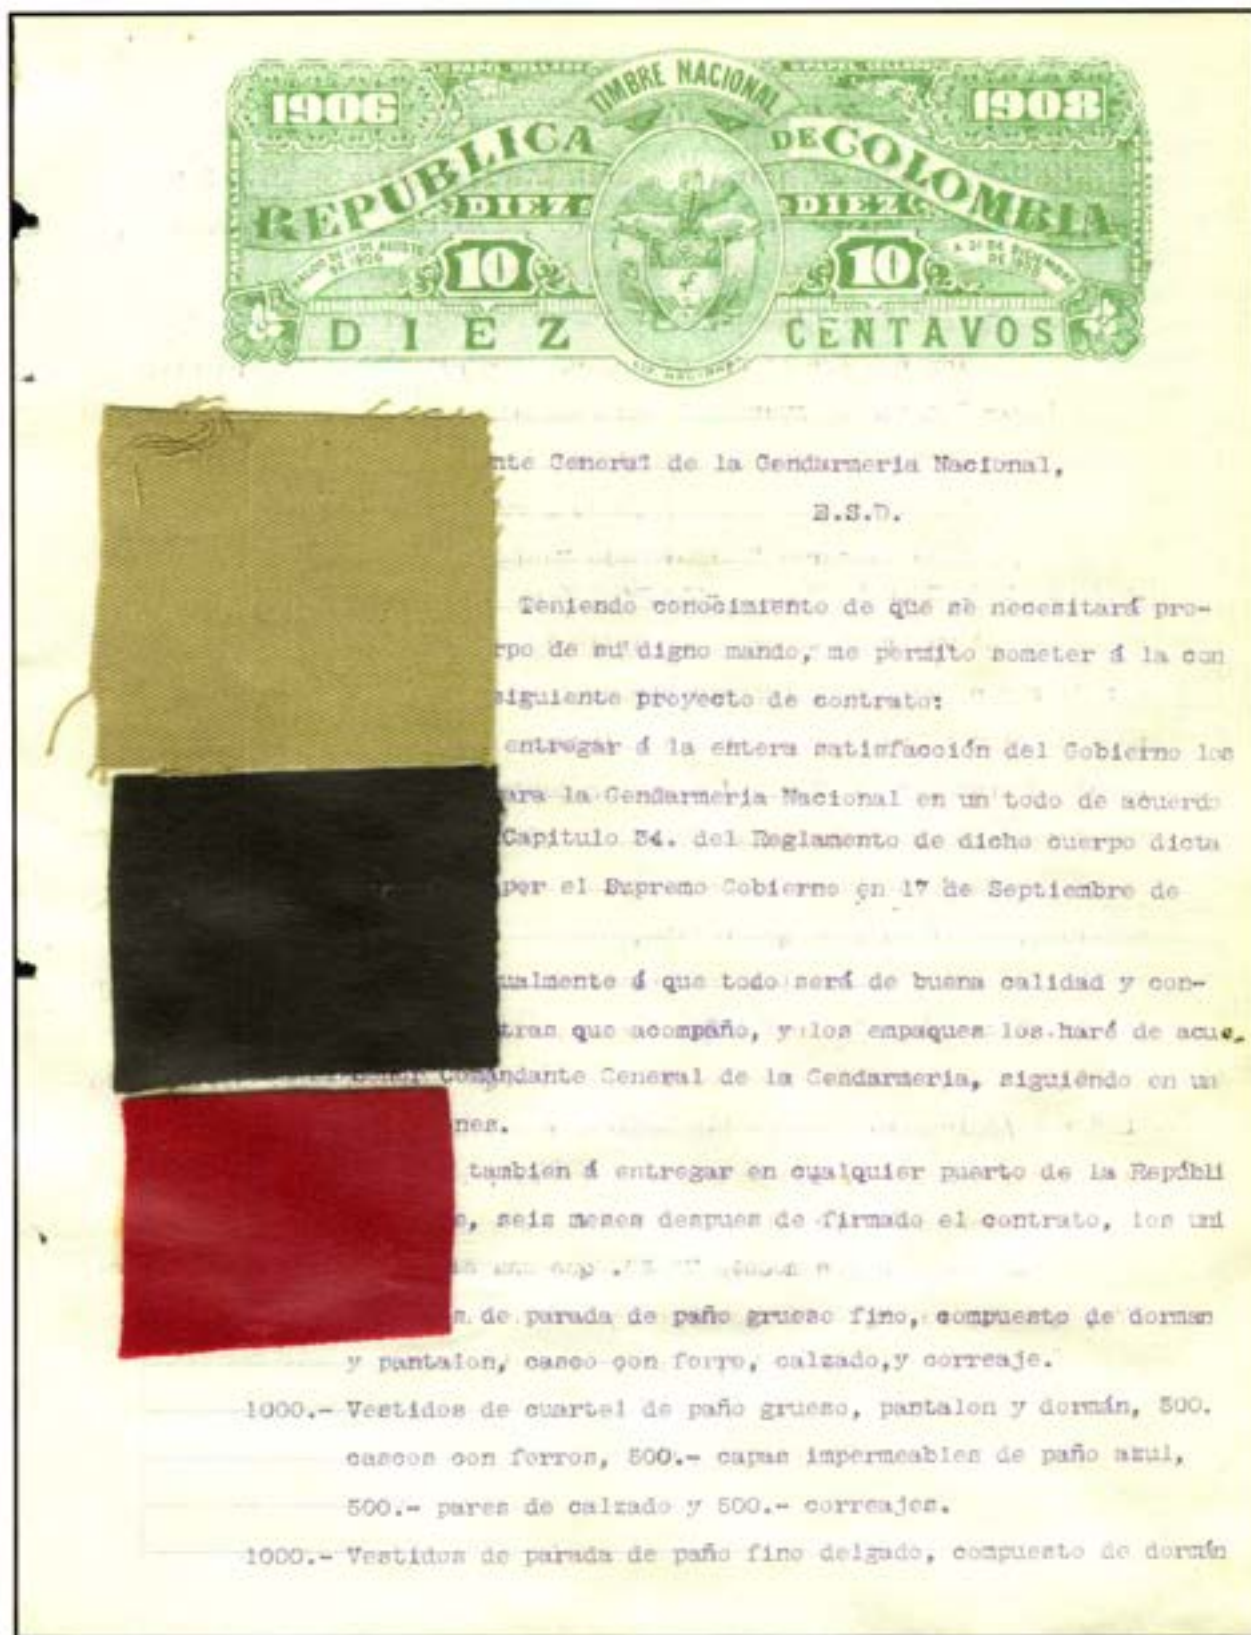 1906 TIMBRE NACIONAL 1908
REPUBLICA DE COLOMBIA
DIEZ DIEZ
10 10
DIEZ CENTAVOS
nte General de la Gendarmeria Nacional,
E.S.D.
Teniendo conocimiento de que se necesitará pro-
rpo de su digno mando, me permito someter á la con
siguiente proyecto de contrato:
entregar á la entera satisfacción del Gobierno los
ara la Gendarmeria Nacional en un todo de acuerdo
Capitulo 34. del Reglamento de dicho cuerpo dicta
por el Supremo Gobierno en 17 de Septiembre de
ualmente á que todo será de buena calidad y con-
tras que acompaño, y los empaques los haré de acue
Señor Comandante General de la Gendarmeria, siguiendo en un
nes.
tambien á entregar en cualquier puerto de la Repúbli
s, seis meses despues de firmado el contrato, los uni
s de parada de paño grueso fino, compuesto de dorman
y pantalon, casco con forro, calzado,y correaje.
1000.- Vestidos de cuartel de paño grueso, pantalon y dormán, 500.
cascos con forros, 500.- capas impermeables de paño azul,
500.- pares de calzado y 500.- correajes.
1000.- Vestidos de parada de paño fino delgado, compuesto de dormán